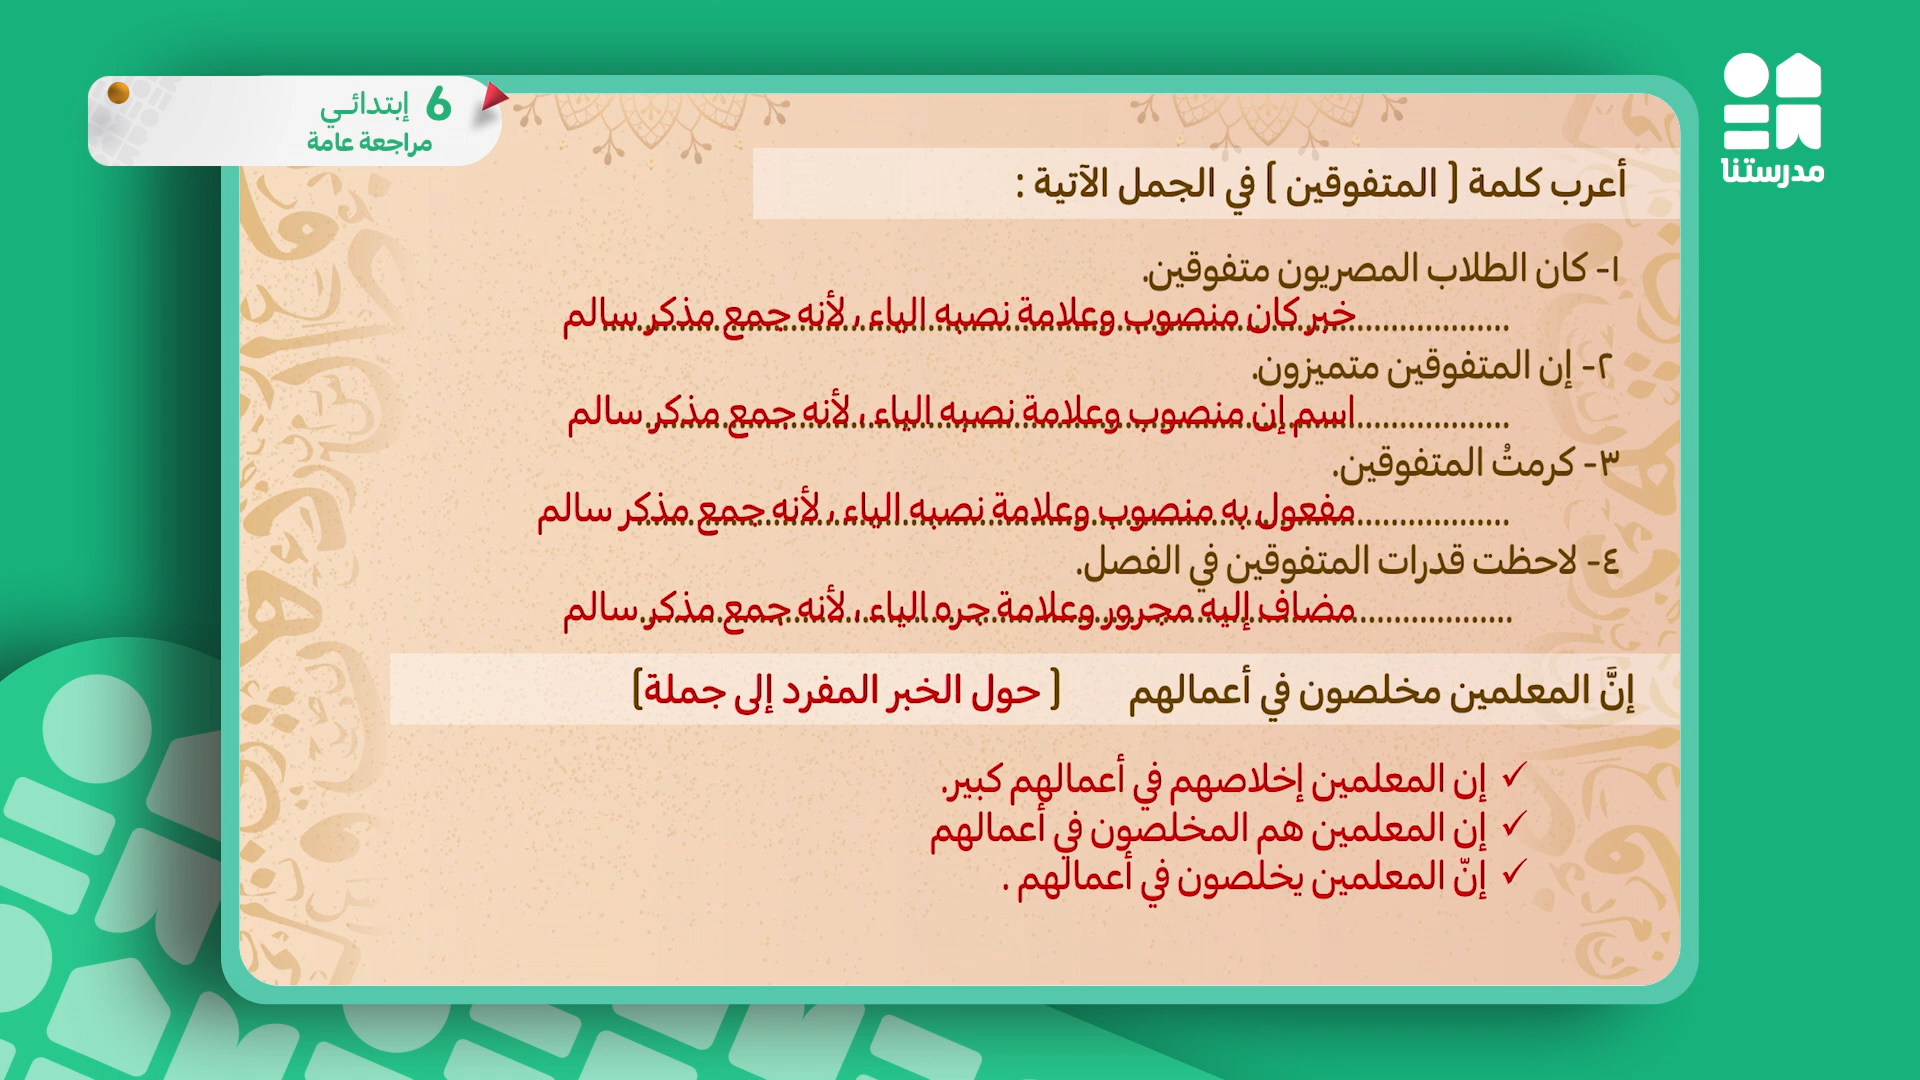 مدرستنا
6 إبتدائي
مراجعة عامة
أعرب كلمة ( المتفوقين ) في الجمل الآتية :
١- كان الطلاب المصريون متفوقين.
خبر كان منصوب وعلامة نصبه الياء ، لأنه جمع مذكر سالم
٢- إن المتفوقين متميزون.
اسم إن منصوب وعلامة نصبه الياء ، لأنه جمع مذكر سالم
٣- كرمتُ المتفوقين.
مفعول به منصوب وعلامة نصبه الياء ، لأنه جمع مذكر سالم
٤- لاحظت قدرات المتفوقين في الفصل.
مضاف إليه مجرور وعلامة جره الياء ، لأنه جمع مذكر سالم
إنَّ المعلمين مخلصون في أعمالهم ( حول الخبر المفرد إلى جملة)
✓ إن المعلمين إخلاصهم في أعمالهم كبير.
✓ إن المعلمين هم المخلصون في أعمالهم
✓ إنّ المعلمين يخلصون في أعمالهم .